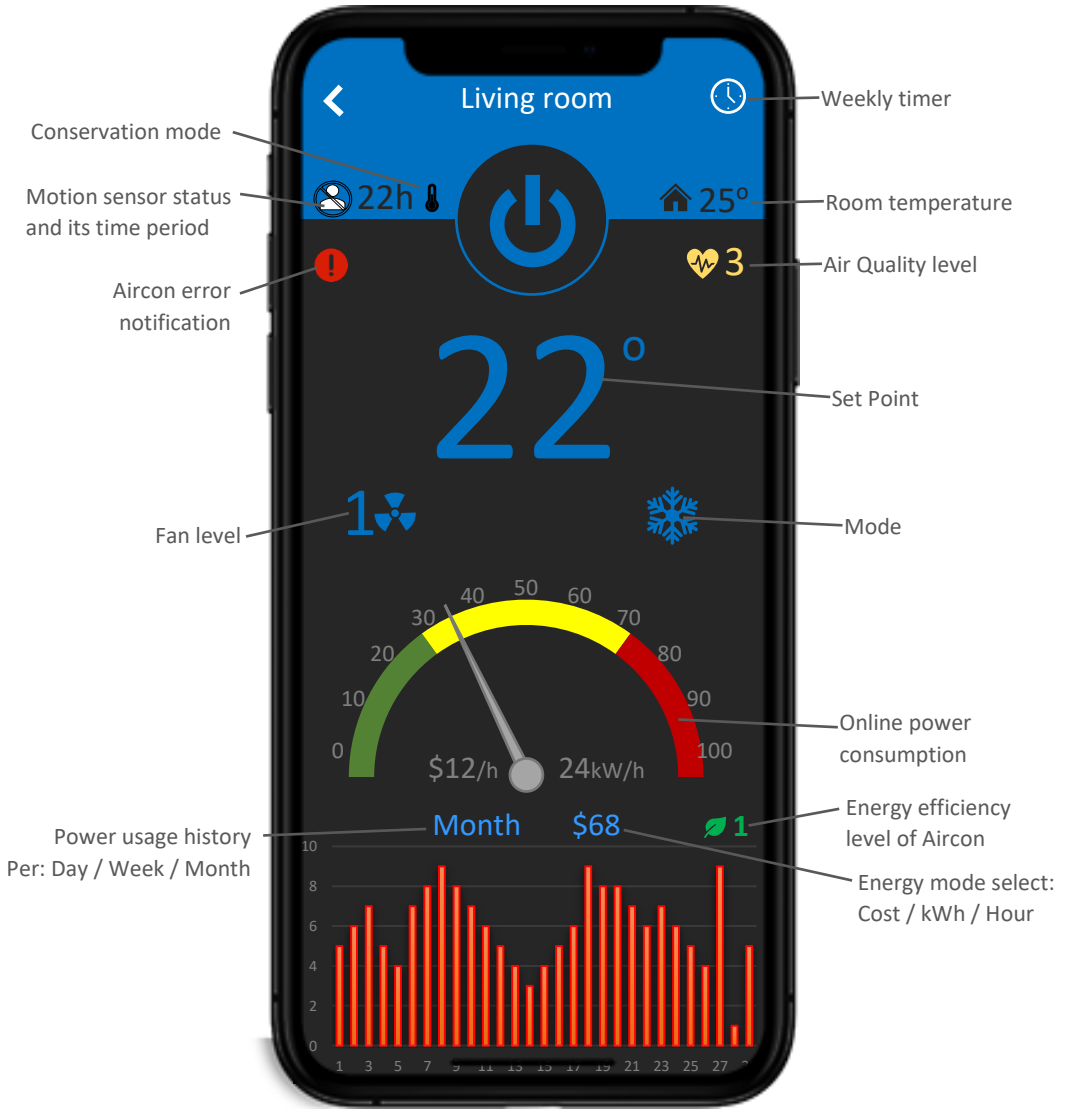 Living room
Weekly timer
Conservation mode
Motion sensor status
and its time period
22h
25°
Room temperature
3
Air Quality level
Aircon error
notification
22°
Set Point
1
Fan level
Mode
0
10
20
30
40
50
60
70
80
90
100
$12/h
24kW/h
Online power
consumption
Power usage history
Per: Day / Week / Month
Month
$68
1
Energy efficiency
level of Aircon
Energy mode select:
Cost / kWh / Hour
10
8
6
4
2
0
1 3 5 7 9 11 13 15 17 19 21 23 25 27